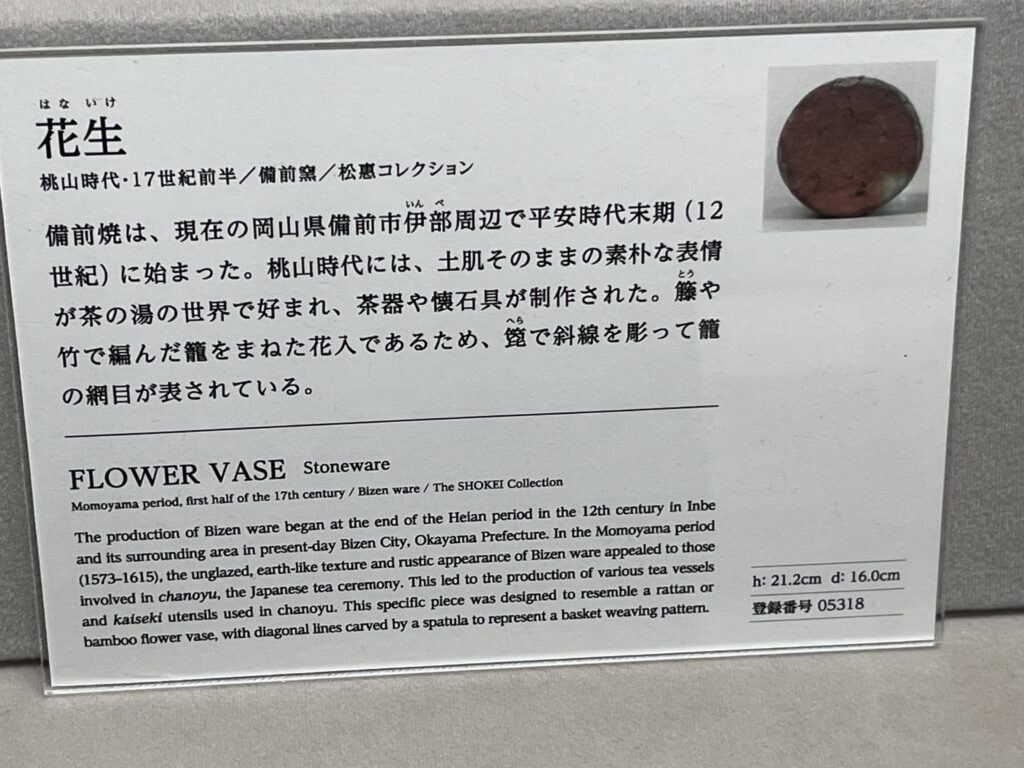 はな いけ
花生
桃山時代・17世紀前半／備前窯／松惠コレクション
いん べ
備前焼は、現在の岡山県備前市伊部周辺で平安時代末期（12
世紀）に始まった。桃山時代には、土肌そのままの素朴な表情
が茶の湯の世界で好まれ、茶器や懐石具が制作された。籐や
とう
竹で編んだ籠をまねた花入であるため、箆で斜線を彫って籠
へら
の網目が表されている。
FLOWER VASE Stoneware
Momoyama period, first half of the 17th century / Bizen ware / The SHOKEI Collection
The production of Bizen ware began at the end of the Heian period in the 12th century in Inbe
and its surrounding area in present-day Bizen City, Okayama Prefecture. In the Momoyama period
(1573–1615), the unglazed, earth-like texture and rustic appearance of Bizen ware appealed to those
involved in chanoyu, the Japanese tea ceremony. This led to the production of various tea vessels
and kaiseki utensils used in chanoyu. This specific piece was designed to resemble a rattan or
bamboo flower vase, with diagonal lines carved by a spatula to represent a basket weaving pattern.
h: 21.2cm d: 16.0cm
登録番号 05318